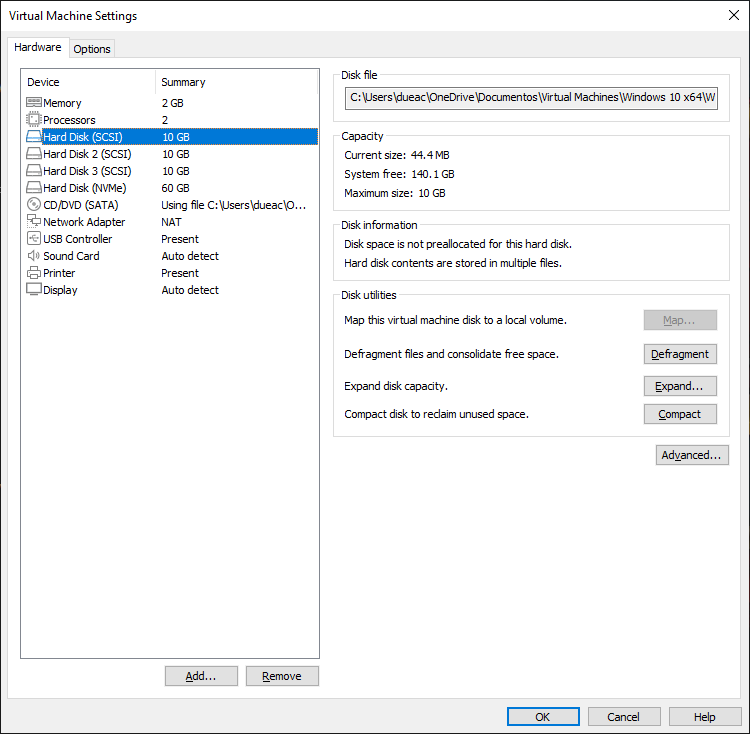 Virtual Machine Settings
Hardware Options
Device Summary
Memory 2 GB
Processors 2
Hard Disk (SCSI) 10 GB
Hard Disk 2 (SCSI) 10 GB
Hard Disk 3 (SCSI) 10 GB
Hard Disk (NVMe) 60 GB
CD/DVD (SATA) Using file C:\Users\dueac\O...
Network Adapter NAT
USB Controller Present
Sound Card Auto detect
Printer Present
Display Auto detect
Add... Remove
Disk file
C:\Users\dueac\OneDrive\Documentos\Virtual Machines\Windows 10 x64\W
Capacity
Current size: 44.4 MB
System free: 140.1 GB
Maximum size: 10 GB
Disk information
Disk space is not preallocated for this hard disk.
Hard disk contents are stored in multiple files.
Disk utilities
Map this virtual machine disk to a local volume. Map...
Defragment files and consolidate free space. Defragment
Expand disk capacity. Expand...
Compact disk to reclaim unused space. Compact
Advanced...
OK Cancel Help